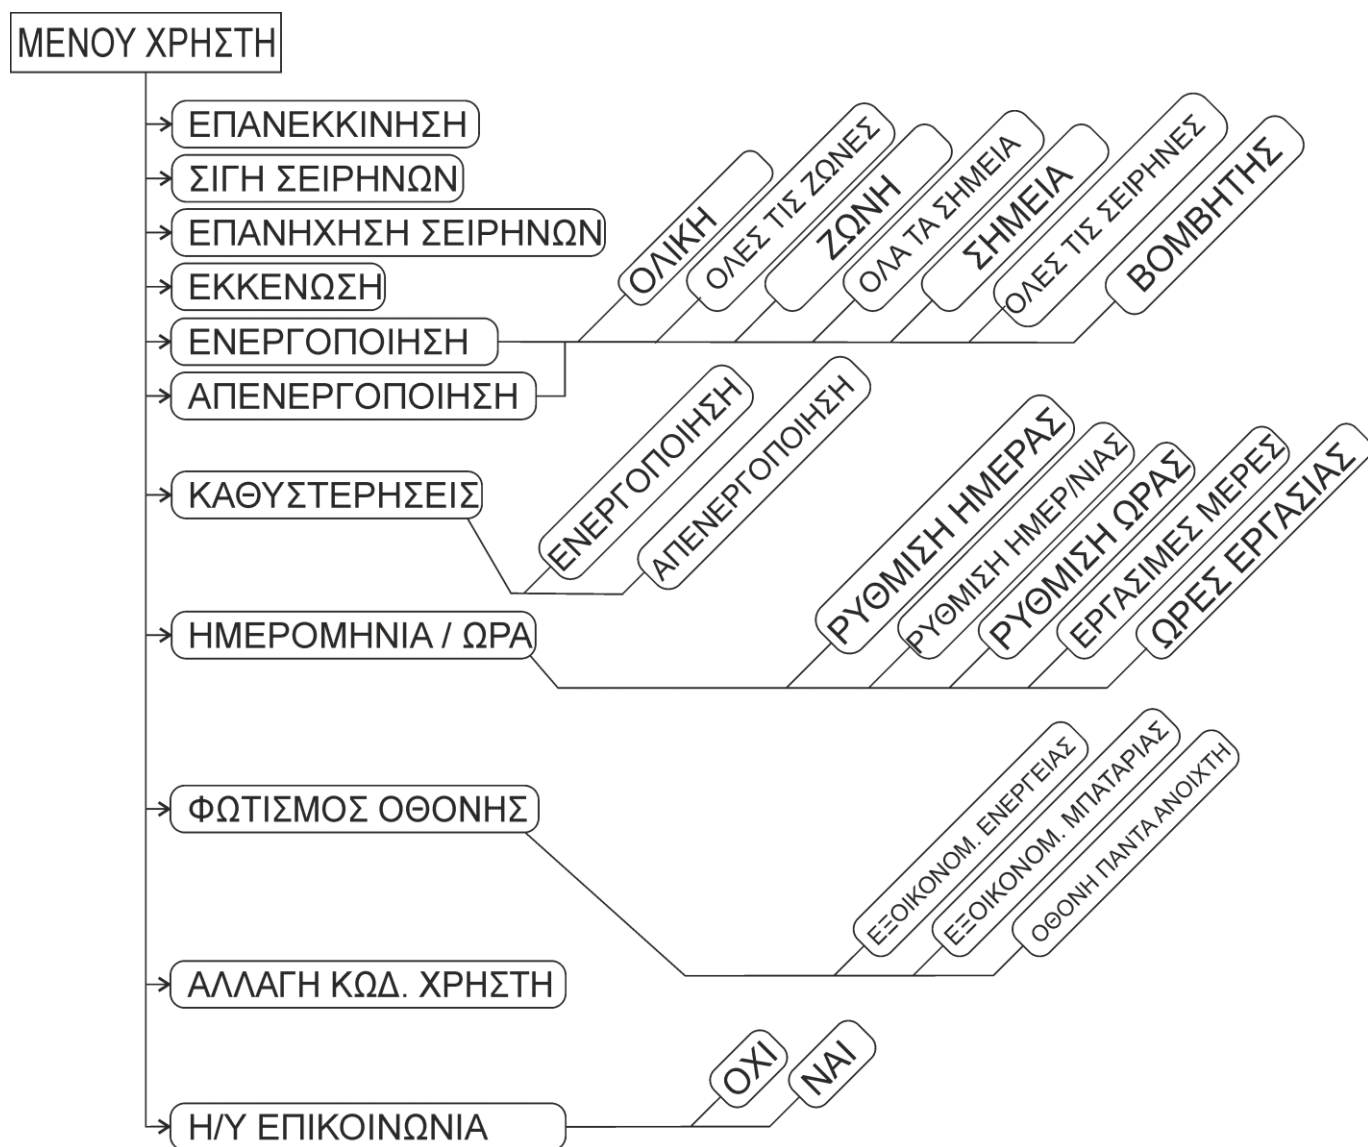 ΜΕΝΟΥ ΧΡΗΣΤΗ
ΕΠΑΝΕΚΚΙΝΗΣΗ
ΣΙΓΗ ΣΕΙΡΗΝΩΝ
ΕΠΑΝΗΧΗΣΗ ΣΕΙΡΗΝΩΝ
ΕΚΚΕΝΩΣΗ
ΕΝΕΡΓΟΠΟΙΗΣΗ
ΑΠΕΝΕΡΓΟΠΟΙΗΣΗ
ΟΛΙΚΗ
ΟΛΕΣ ΤΙΣ ΖΩΝΕΣ
ΖΩΝΗ
ΟΛΑ ΤΑ ΣΗΜΕΙΑ
ΣΗΜΕΙΑ
ΟΛΕΣ ΤΙΣ ΣΕΙΡΗΝΕΣ
ΒΟΜΒΗΤΗΣ
ΚΑΘΥΣΤΕΡΗΣΕΙΣ
ΕΝΕΡΓΟΠΟΙΗΣΗ
ΑΠΕΝΕΡΓΟΠΟΙΗΣΗ
ΗΜΕΡΟΜΗΝΙΑ / ΩΡΑ
ΡΥΘΜΙΣΗ ΗΜΕΡΑΣ
ΡΥΘΜΙΣΗ ΗΜΕΡ/ΝΙΑΣ
ΡΥΘΜΙΣΗ ΩΡΑΣ
ΕΡΓΑΣΙΜΕΣ ΜΕΡΕΣ
ΩΡΕΣ ΕΡΓΑΣΙΑΣ
ΦΩΤΙΣΜΟΣ ΟΘΟΝΗΣ
ΕΞΟΙΚΟΝΟΜ. ΕΝΕΡΓΕΙΑΣ
ΕΞΟΙΚΟΝΟΜ. ΜΠΑΤΑΡΙΑΣ
ΟΘΟΝΗ ΠΑΝΤΑ ΑΝΟΙΧΤΗ
ΑΛΛΑΓΗ ΚΩΔ. ΧΡΗΣΤΗ
Η/Υ ΕΠΙΚΟΙΝΩΝΙΑ
ΟΧΙ
ΝΑΙ